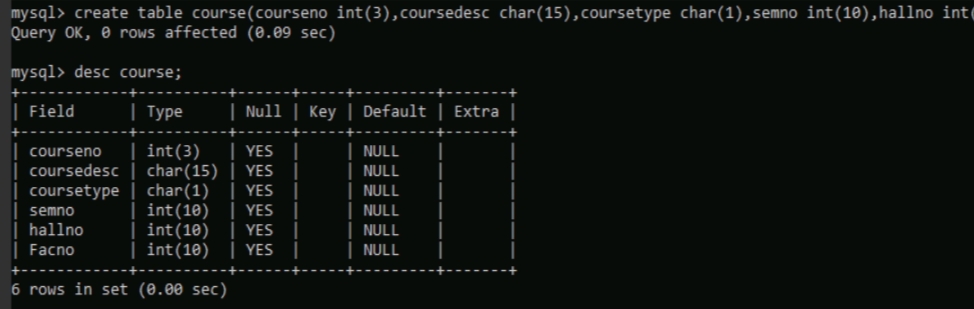 mysql> create table course(courseno int(3),coursedesc char(15),coursetype char(1),semno int(10),hallno int(
Query OK, 0 rows affected (0.09 sec)
mysql> desc course;
+------------+----------+------+-----+---------+-------+
| Field      | Type     | Null | Key | Default | Extra |
+------------+----------+------+-----+---------+-------+
| courseno   | int(3)   | YES  |     | NULL    |       |
| coursedesc | char(15) | YES  |     | NULL    |       |
| coursetype | char(1)  | YES  |     | NULL    |       |
| semno      | int(10)  | YES  |     | NULL    |       |
| hallno     | int(10)  | YES  |     | NULL    |       |
| Facno      | int(10)  | YES  |     | NULL    |       |
+------------+----------+------+-----+---------+-------+
6 rows in set (0.00 sec)